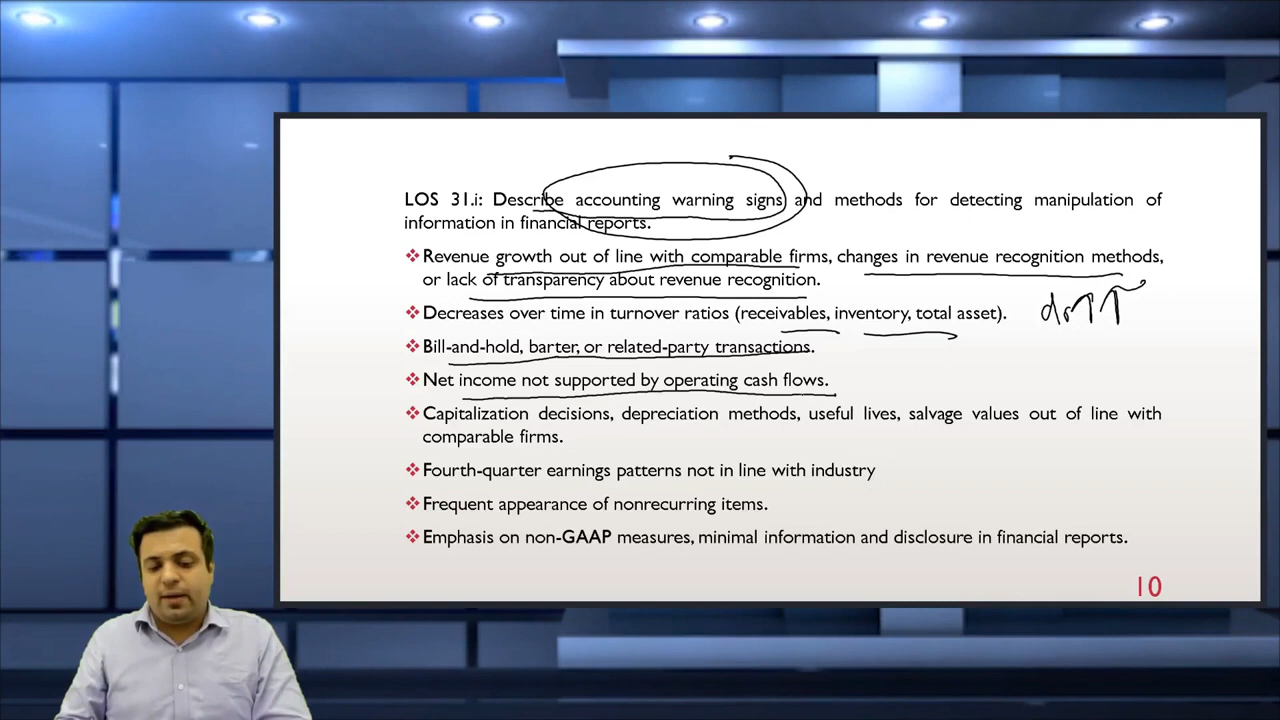 LOS 31.i: Describe accounting warning signs and methods for detecting manipulation of
information in financial reports.
❖Revenue growth out of line with comparable firms, changes in revenue recognition methods,
or lack of transparency about revenue recognition.
❖Decreases over time in turnover ratios (receivables, inventory, total asset).
❖Bill-and-hold, barter, or related-party transactions.
❖Net income not supported by operating cash flows.
❖Capitalization decisions, depreciation methods, useful lives, salvage values out of line with
comparable firms.
❖Fourth-quarter earnings patterns not in line with industry
❖Frequent appearance of nonrecurring items.
❖Emphasis on non-GAAP measures, minimal information and disclosure in financial reports.
10